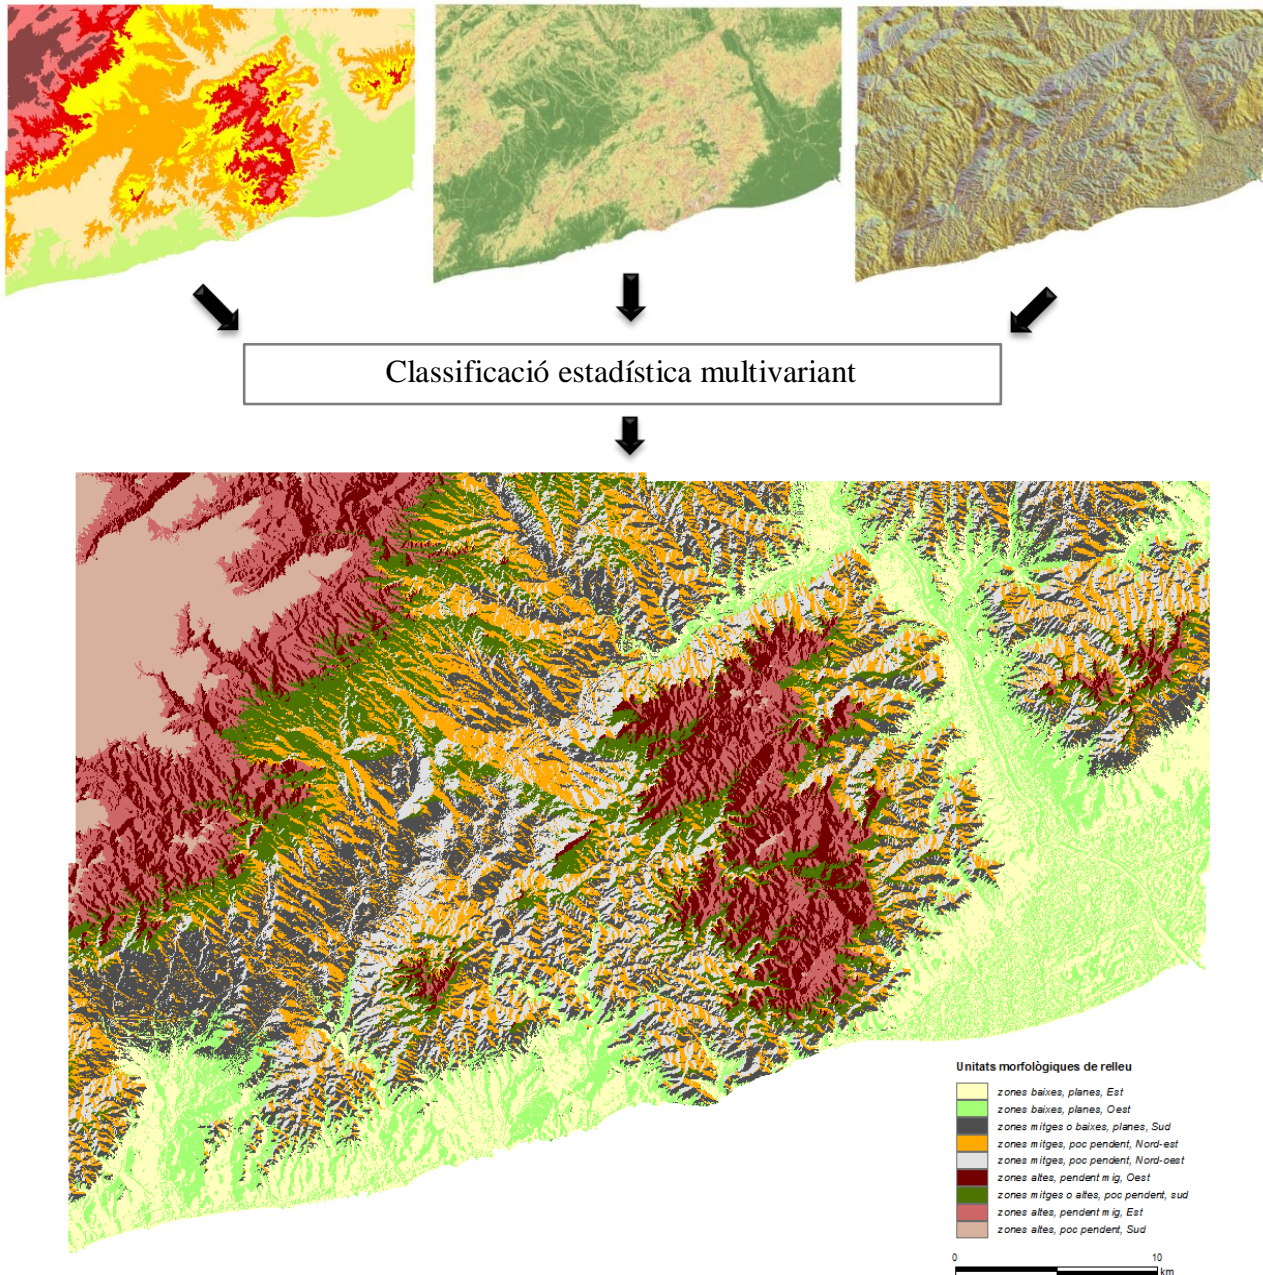 Classificació estadística multivariant
Unitats morfològiques de relleu
zones baixes, planes, Est
zones baixes, planes, Oest
zones mitges o baixes, planes, Sud
zones mitges, poc pendent, Nord-est
zones mitges, poc pendent, Nord-oest
zones altes, pendent mig, Oest
zones mitges o altes, poc pendent, sud
zones altes, pendent mig, Est
zones altes, poc pendent, Sud
0 10
km